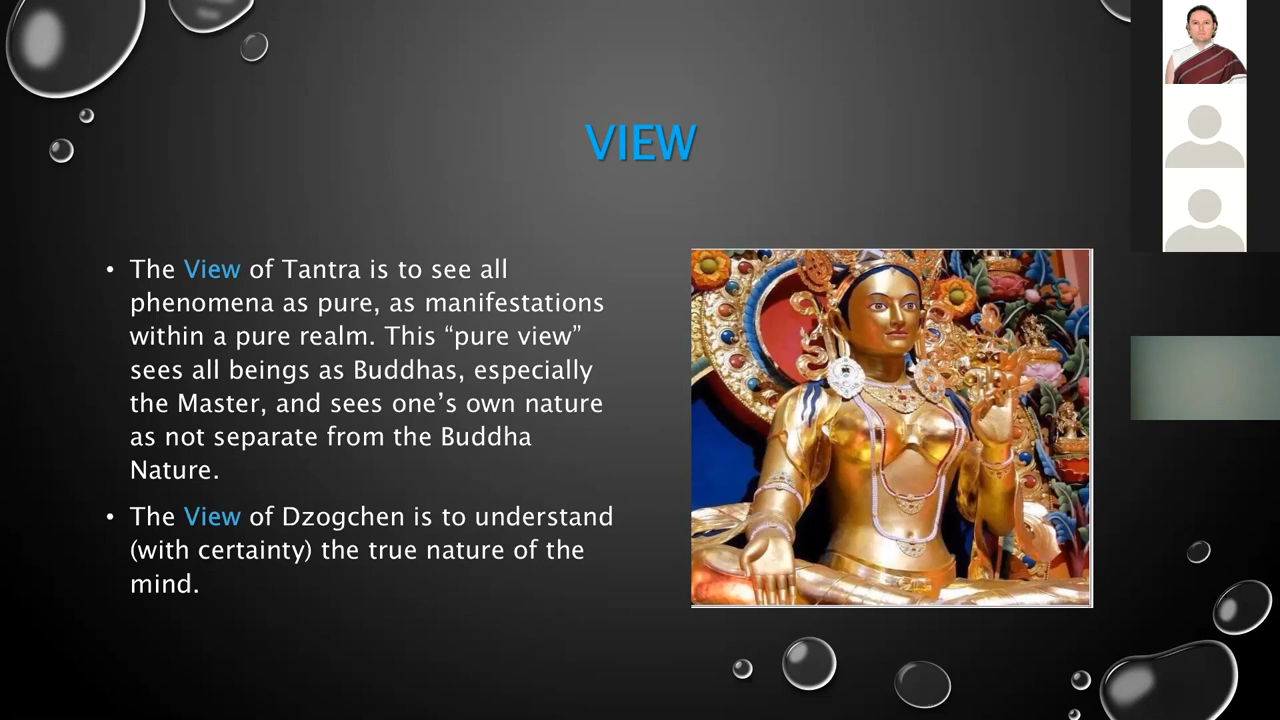 VIEW
• The View of Tantra is to see all
phenomena as pure, as manifestations
within a pure realm. This “pure view”
sees all beings as Buddhas, especially
the Master, and sees one’s own nature
as not separate from the Buddha
Nature.
• The View of Dzogchen is to understand
(with certainty) the true nature of the
mind.